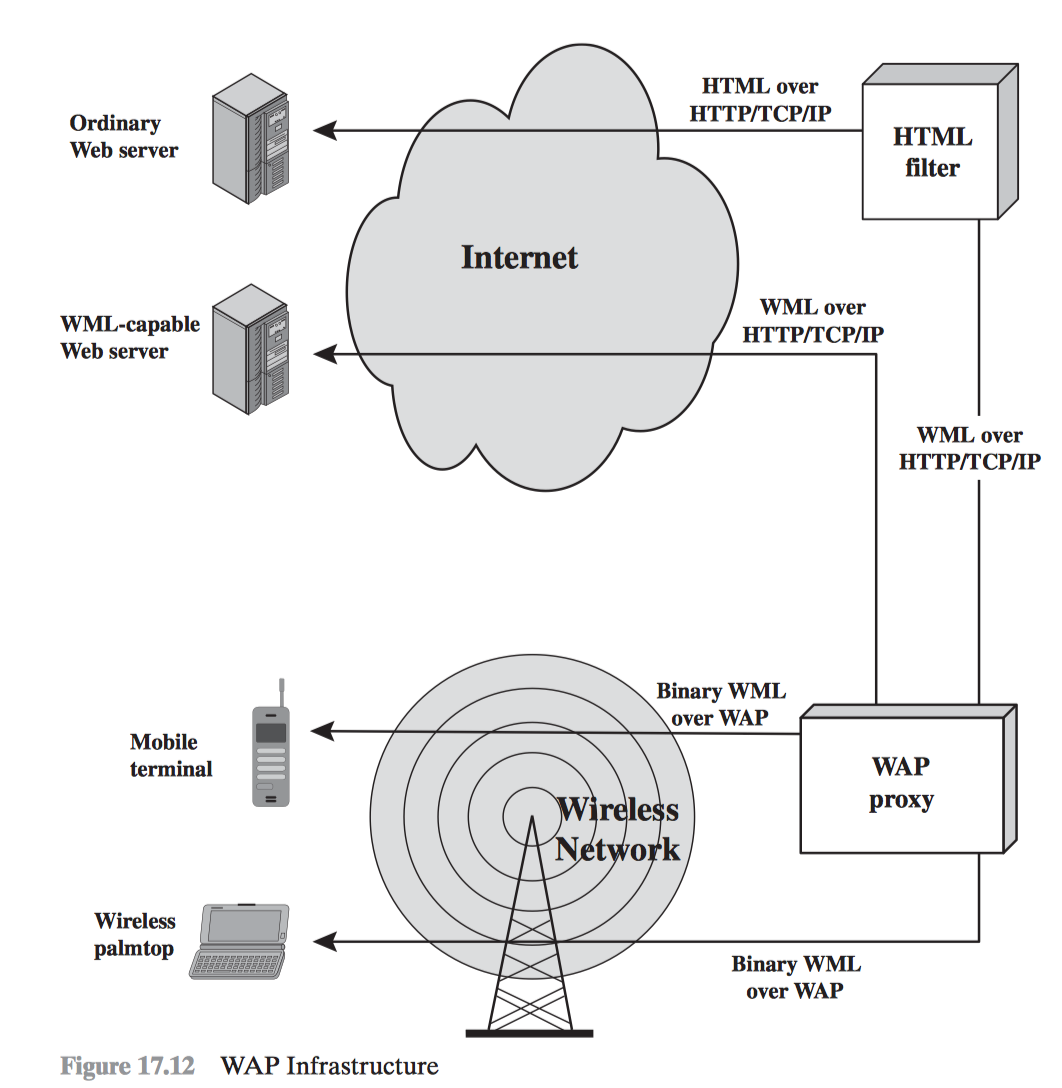 HTML over
HTTP/TCP/IP
Ordinary
Web server
HTML
filter
Internet
WML-capable
Web server
WML over
HTTP/TCP/IP
WML over
HTTP/TCP/IP
Binary WML
over WAP
Mobile
terminal
WAP
proxy
Wireless
Network
Wireless
palmtop
Binary WML
over WAP
Figure 17.12 WAP Infrastructure